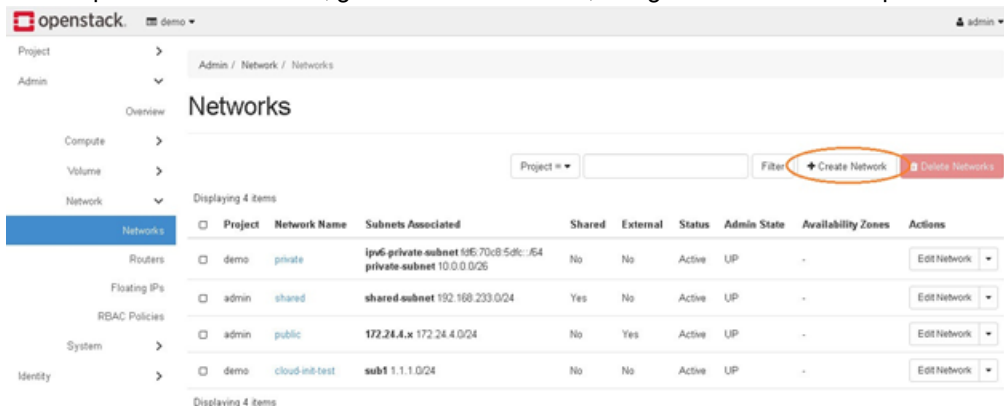 openstack. demo admin
Project
Admin
Overview
Compute
Volume
Network
Networks
Routers
Floating IPs
RBAC Policies
System
Identity
Admin / Network / Networks
Networks
Project = Filter + Create Network Delete Networks
Displaying 4 items
Project Network Name Subnets Associated Shared External Status Admin State Availability Zones Actions
demo private ipv6-private-subnet fdf6:70c8:5dfc::/64 No No Active UP - Edit Network
private-subnet 10.0.0.0/26
admin shared shared-subnet 192.168.233.0/24 Yes No Active UP - Edit Network
admin public 172.24.4.x 172.24.4.0/24 No Yes Active UP - Edit Network
demo cloud-init-test sub1 1.1.1.0/24 No No Active UP - Edit Network
Displaying 4 items